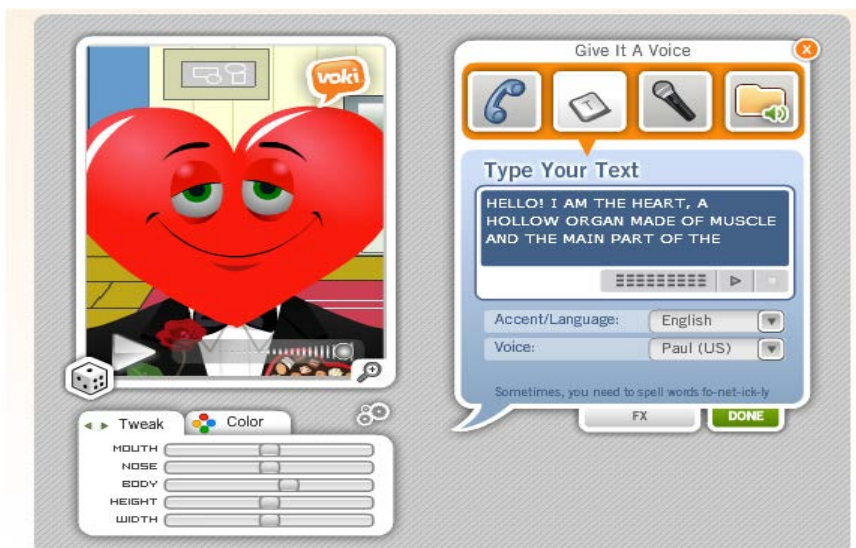 voki
Give It A Voice
X
T
Type Your Text
HELLO! I AM THE HEART, A
HOLLOW ORGAN MADE OF MUSCLE
AND THE MAIN PART OF THE
Accent/Language: English
Voice: Paul (US)
Sometimes, you need to spell words fo-net-ick-ly
FX DONE
Tweak Color
MOUTH
NOSE
BODY
HEIGHT
WIDTH